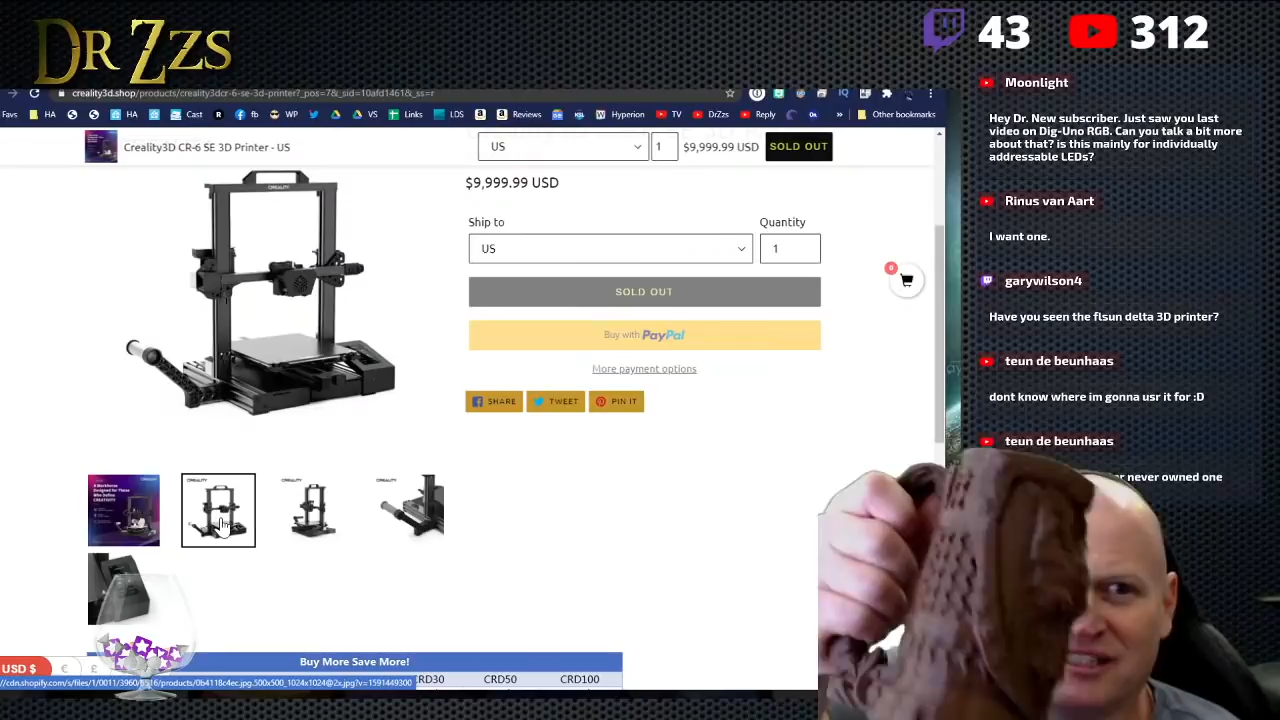 DR ZZS
43
312
creality3d.shop/products/creality3dcr-6-se-3d-printer?_pos=7&_sid=10afd1461&_ss=r
Favs HA HA Cast fb WF VS Links LDS Reviews Hyperion TV DrZzs Reply » Other bookmarks
Creality3D CR-6 SE 3D Printer - US
US
1
$9,999.99 USD
SOLD OUT
$9,999.99 USD
Ship to
Quantity
US
1
SOLD OUT
Buy with PayPal
More payment options
SHARE
TWEET
PIN IT
0
CREALITY
Buy More Save More!
CRD50
CRD100
USD $
€
£
Moonlight
Hey Dr. New subscriber. Just saw you last
video on Dig-Uno RGB. Can you talk a bit more
about that? is this mainly for individually
addressable LEDs?
Rinus van Aart
I want one.
garywilson4
Have you seen the flsun delta 3D printer?
teun de beunhaas
dont know where im gonna usr it for :D
teun de beunhaas
never owned one